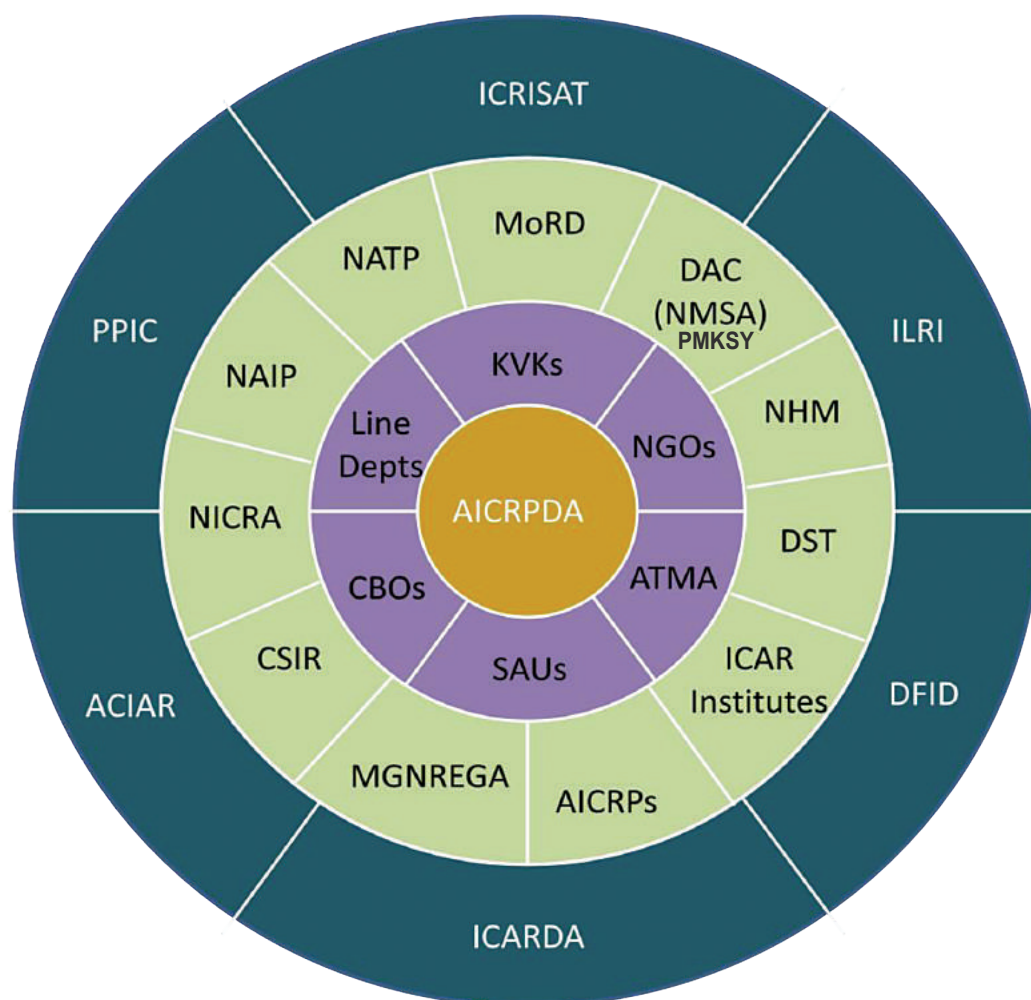 ICRISAT
ILRI
DFID
ICARDA
ACIAR
PPIC
MoRD
DAC
(NMSA)
PMKSY
NHM
DST
ICAR
Institutes
AICRPs
MGNREGA
CSIR
NICRA
NAIP
NATP
KVKs
NGOs
ATMA
SAUs
CBOs
Line
Depts
AICRPDA